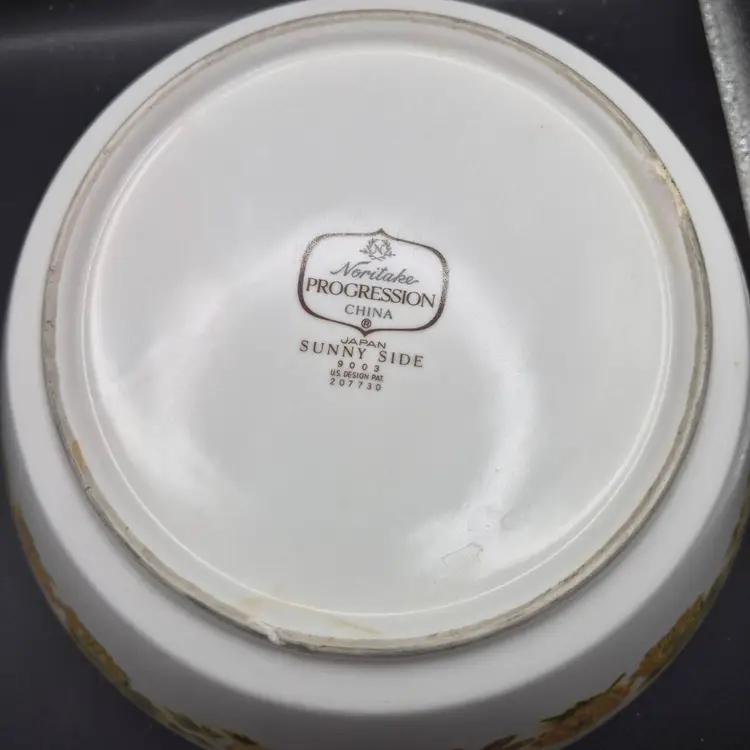 N
Noritake
PROGRESSION
CHINA
®
JAPAN
SUNNY SIDE
9003
U.S. DESIGN PAT.
207730